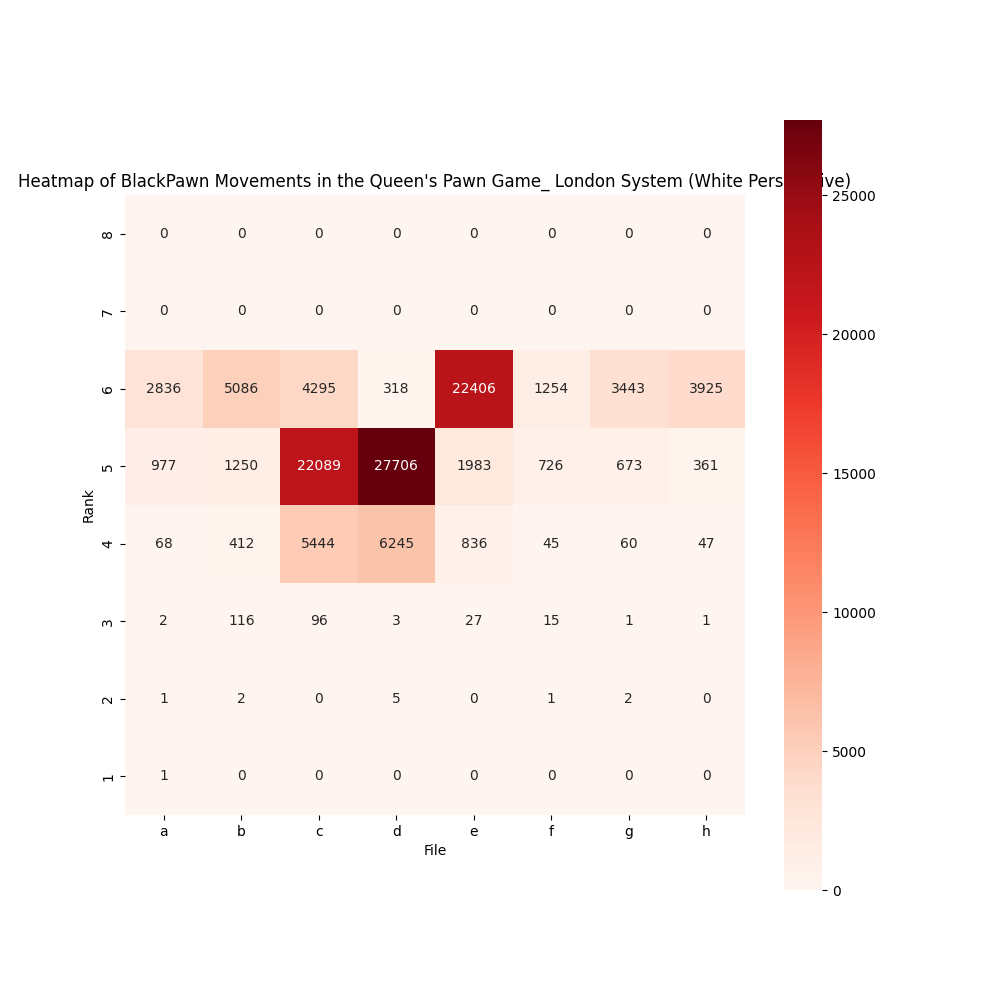 Heatmap of BlackPawn Movements in the Queen's Pawn Game_ London System (White Pers    ive)
25000
8 0 0 0 0 0 0 0 0
7 0 0 0 0 0 0 0 0
20000
6 2836 5086 4295 318 22406 1254 3443 3925
15000
5 977 1250 22089 27706 1983 726 673 361
Rank
4 68 412 5444 6245 836 45 60 47
10000
3 2 116 96 3 27 15 1 1
2 1 2 0 5 0 1 2 0
5000
1 1 0 0 0 0 0 0 0
a b c d e f g h
File
0